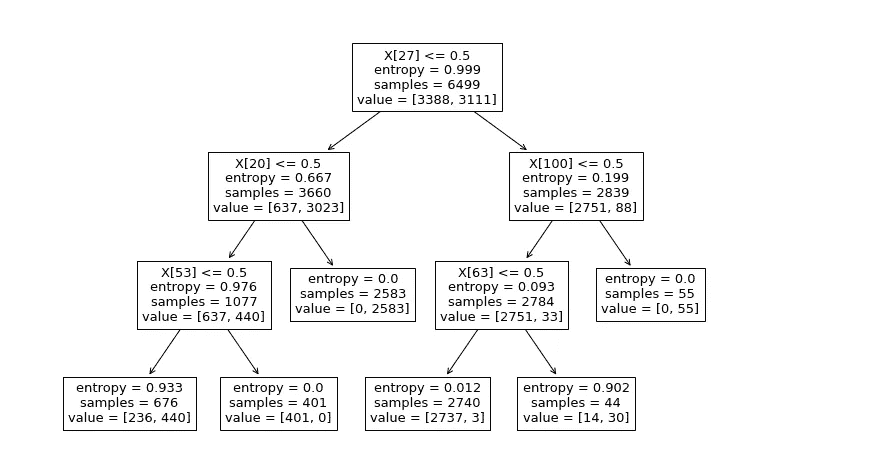 X[27] <= 0.5
entropy = 0.999
samples = 6499
value = [3388, 3111]
X[20] <= 0.5
entropy = 0.667
samples = 3660
value = [637, 3023]
X[100] <= 0.5
entropy = 0.199
samples = 2839
value = [2751, 88]
X[53] <= 0.5
entropy = 0.976
samples = 1077
value = [637, 440]
entropy = 0.0
samples = 2583
value = [0, 2583]
X[63] <= 0.5
entropy = 0.093
samples = 2784
value = [2751, 33]
entropy = 0.0
samples = 55
value = [0, 55]
entropy = 0.933
samples = 676
value = [236, 440]
entropy = 0.0
samples = 401
value = [401, 0]
entropy = 0.012
samples = 2740
value = [2737, 3]
entropy = 0.902
samples = 44
value = [14, 30]